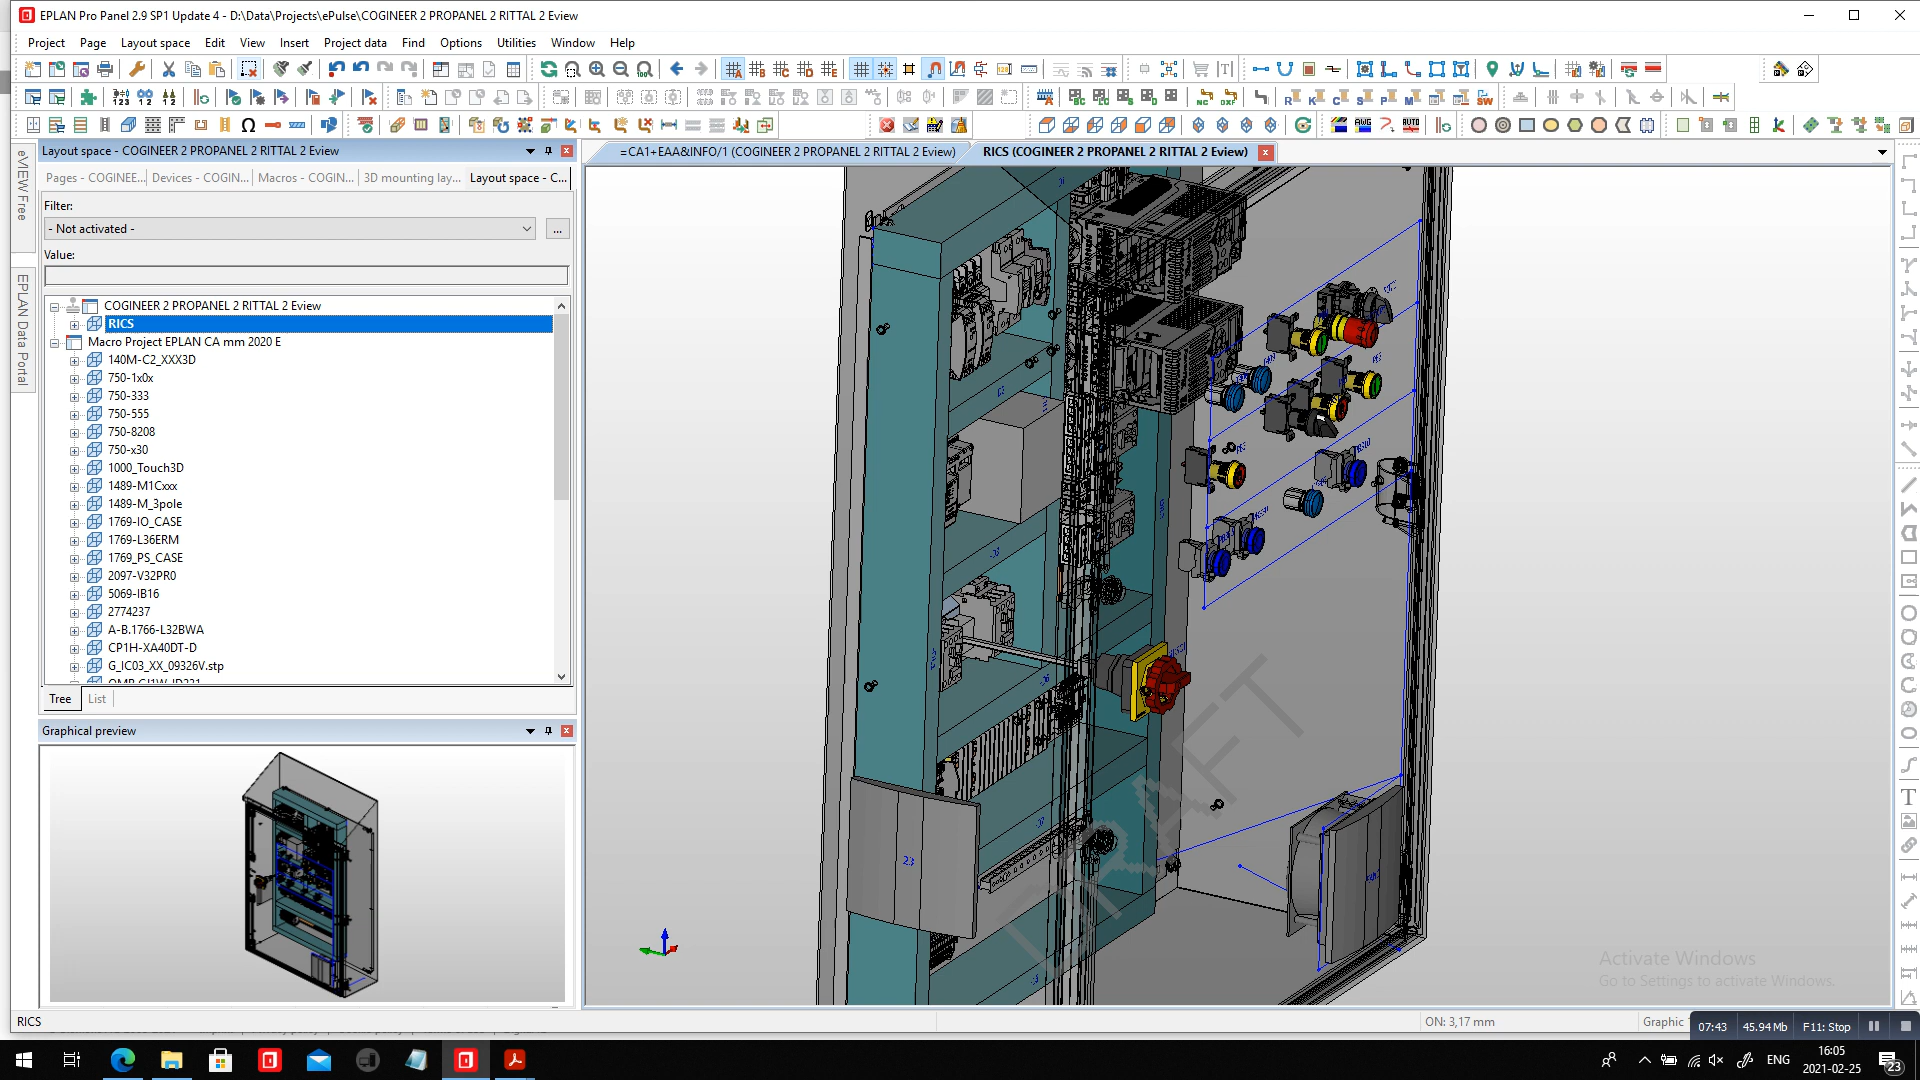 EPLAN Pro Panel 2.9 SP1 Update 4 - D:\Data\Projects\ePulse\COGINEER 2 PROPANEL 2 RITTAL 2 Eview
Project Page Layout space Edit View Insert Project data Find Options Utilities Window Help
Layout space - COGINEER 2 PROPANEL 2 RITTAL 2 Eview
=CA1+EAA&INFO/1 (COGINEER 2 PROPANEL 2 RITTAL 2 Eview)
RICS (COGINEER 2 PROPANEL 2 RITTAL 2 Eview)
eVIEW Free
EPLAN Data Portal
Pages - COGINEE... Devices - COGIN... Macros - COGIN... 3D mounting lay... Layout space - C...
Filter:
- Not activated -
...
Value:
COGINEER 2 PROPANEL 2 RITTAL 2 Eview
RICS
Macro Project EPLAN CA mm 2020 E
140M-C2_XXX3D
750-1x0x
750-333
750-555
750-8208
750-x30
1000_Touch3D
1489-M1Cxxx
1489-M_3pole
1769-IO_CASE
1769-L36ERM
1769_PS_CASE
2097-V32PR0
5069-IB16
2774237
A-B.1766-L32BWA
CP1H-XA40DT-D
G_IC03_XX_09326V.stp
Tree List
Graphical preview
23
DRAFT
Activate Windows
Go to Settings to activate Windows.
RICS
ON: 3,17 mm
Graphic
07:43 45.94 Mb F11: Stop
ENG
16:05
2021-02-25
23